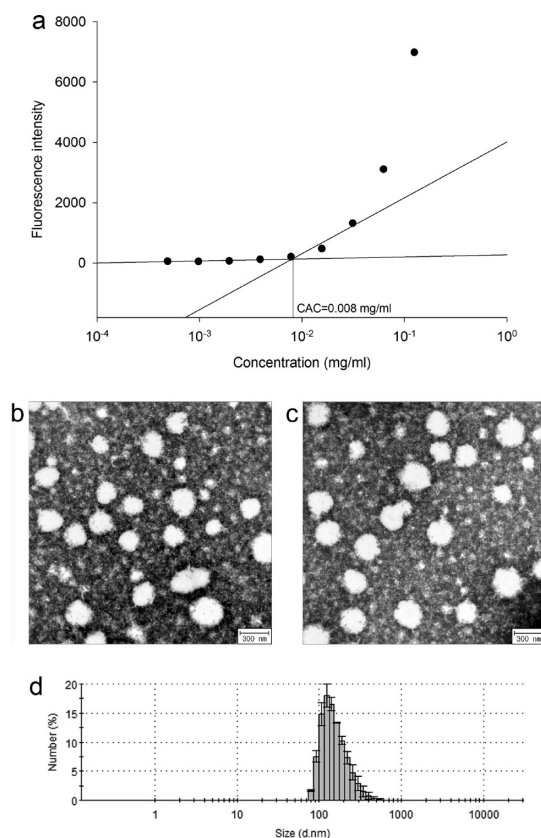 a
8000
6000
4000
2000
0
Fluorescence intensity
CAC=0.008 mg/ml
10⁻⁴ 10⁻³ 10⁻² 10⁻¹ 10⁰
Concentration (mg/ml)
b
300 nm
c
300 nm
d
20
15
10
5
0
Number (%)
1 10 100 1000 10000
Size (d.nm)